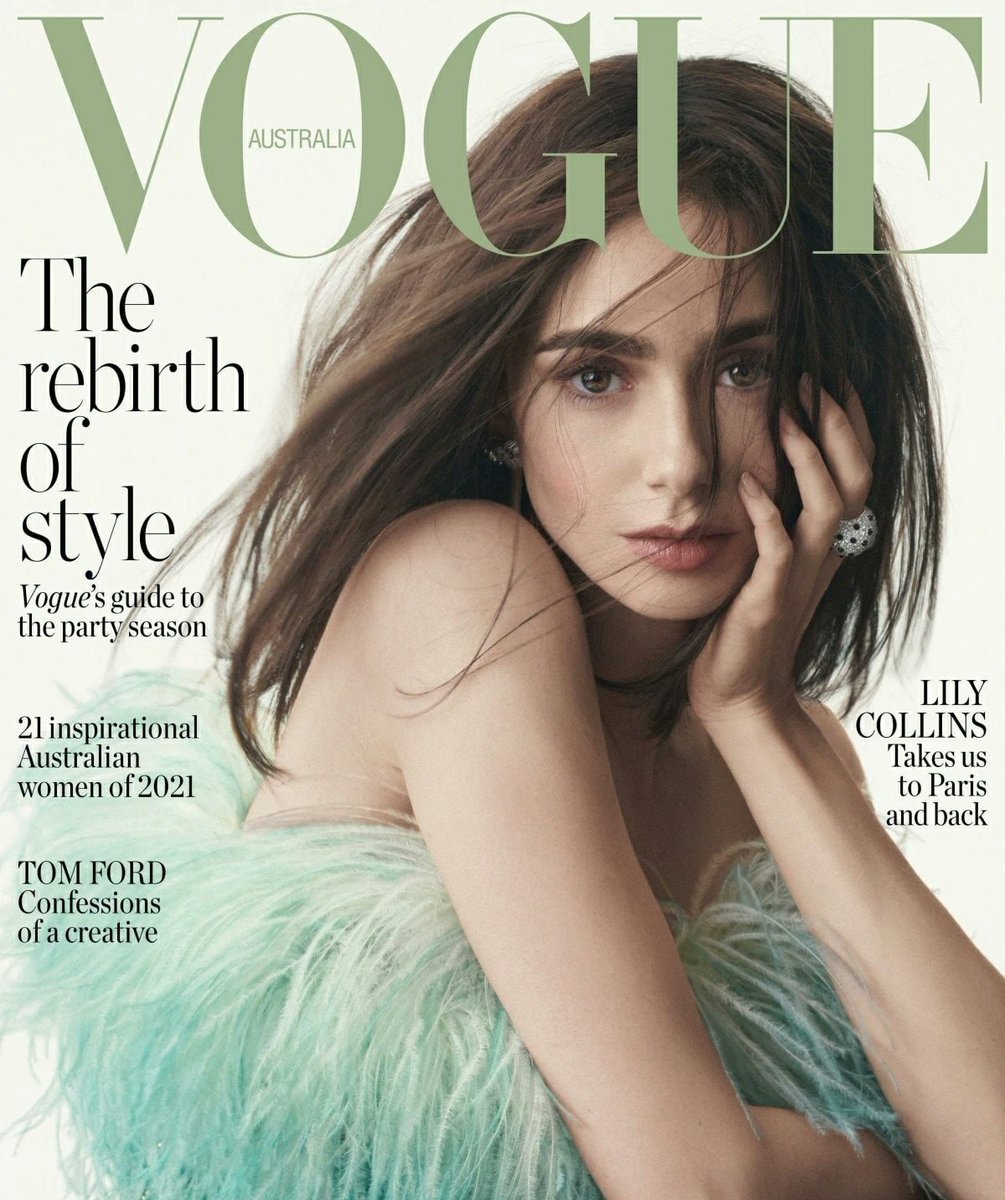 VOGUE
AUSTRALIA
The
rebirth
of
style
Vogue's guide to
the party season
21 inspirational
Australian
women of 2021
TOM FORD
Confessions
of a creative
LILY
COLLINS
Takes us
to Paris
and back